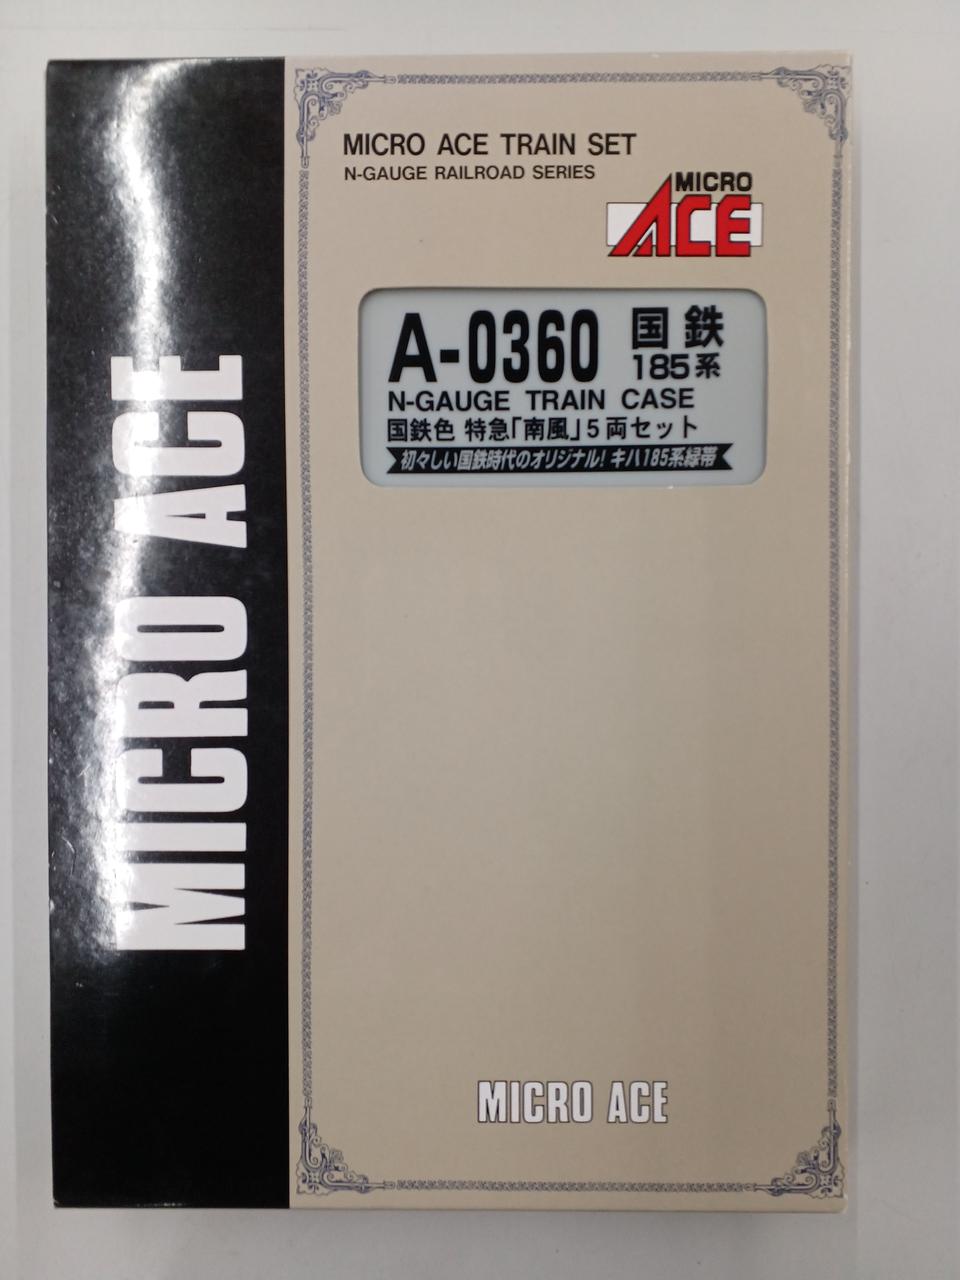 MICRO ACE
MICRO ACE TRAIN SET
N-GAUGE RAILROAD SERIES
MICRO
ACE
A-0360 国鉄
185系
N-GAUGE TRAIN CASE
国鉄色 特急「南風」5両セット
初々しい国鉄時代のオリジナル! キハ185系緑帯
MICRO ACE